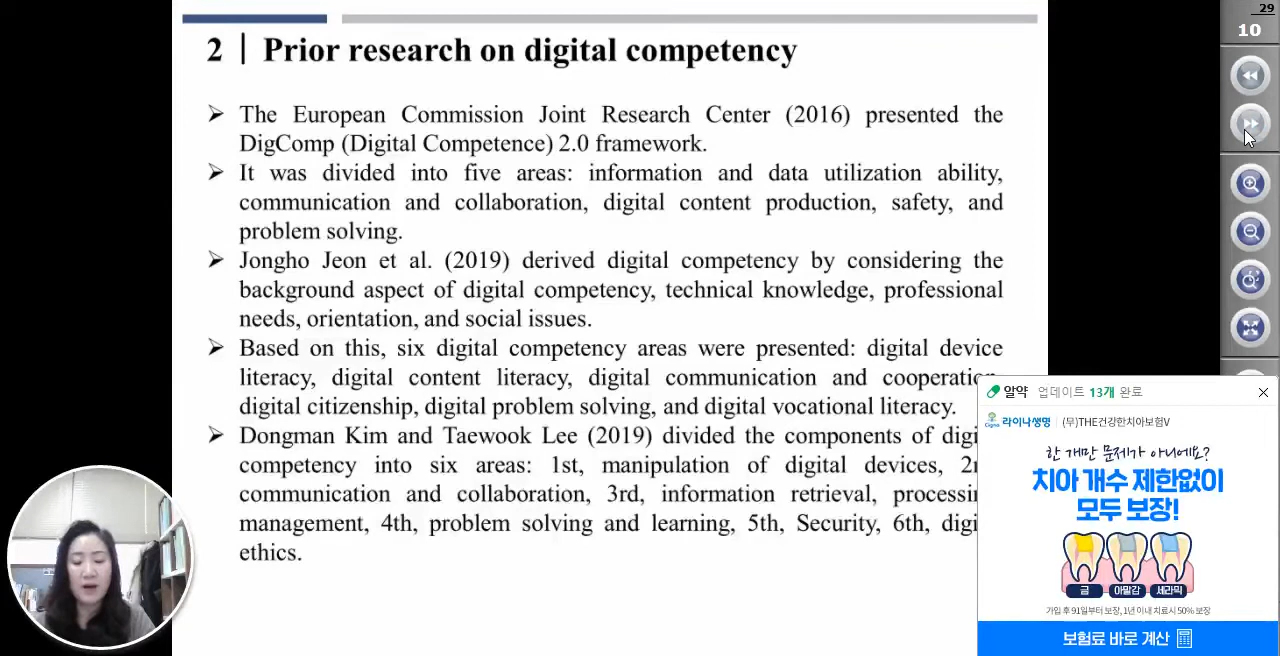 2 | Prior research on digital competency
29
10
➢ The European Commission Joint Research Center (2016) presented the
DigComp (Digital Competence) 2.0 framework.
➢ It was divided into five areas: information and data utilization ability,
communication and collaboration, digital content production, safety, and
problem solving.
➢ Jongho Jeon et al. (2019) derived digital competency by considering the
background aspect of digital competency, technical knowledge, professional
needs, orientation, and social issues.
➢ Based on this, six digital competency areas were presented: digital device
literacy, digital content literacy, digital communication and cooperation
digital citizenship, digital problem solving, and digital vocational literacy.
➢ Dongman Kim and Taewook Lee (2019) divided the components of digi
competency into six areas: 1st, manipulation of digital devices, 2n
communication and collaboration, 3rd, information retrieval, processin
management, 4th, problem solving and learning, 5th, Security, 6th, digi
ethics.
알약 업데이트 13개 완료
Cigna 라이나생명 | (무)THE건강한치아보험V
한 개만 문제가 아니에요?
치아 개수 제한없이
모두 보장!
금 아말감 세라믹
가입 후 91일부터 보장, 1년 이내 치료시 50% 보장
보험료 바로 계산